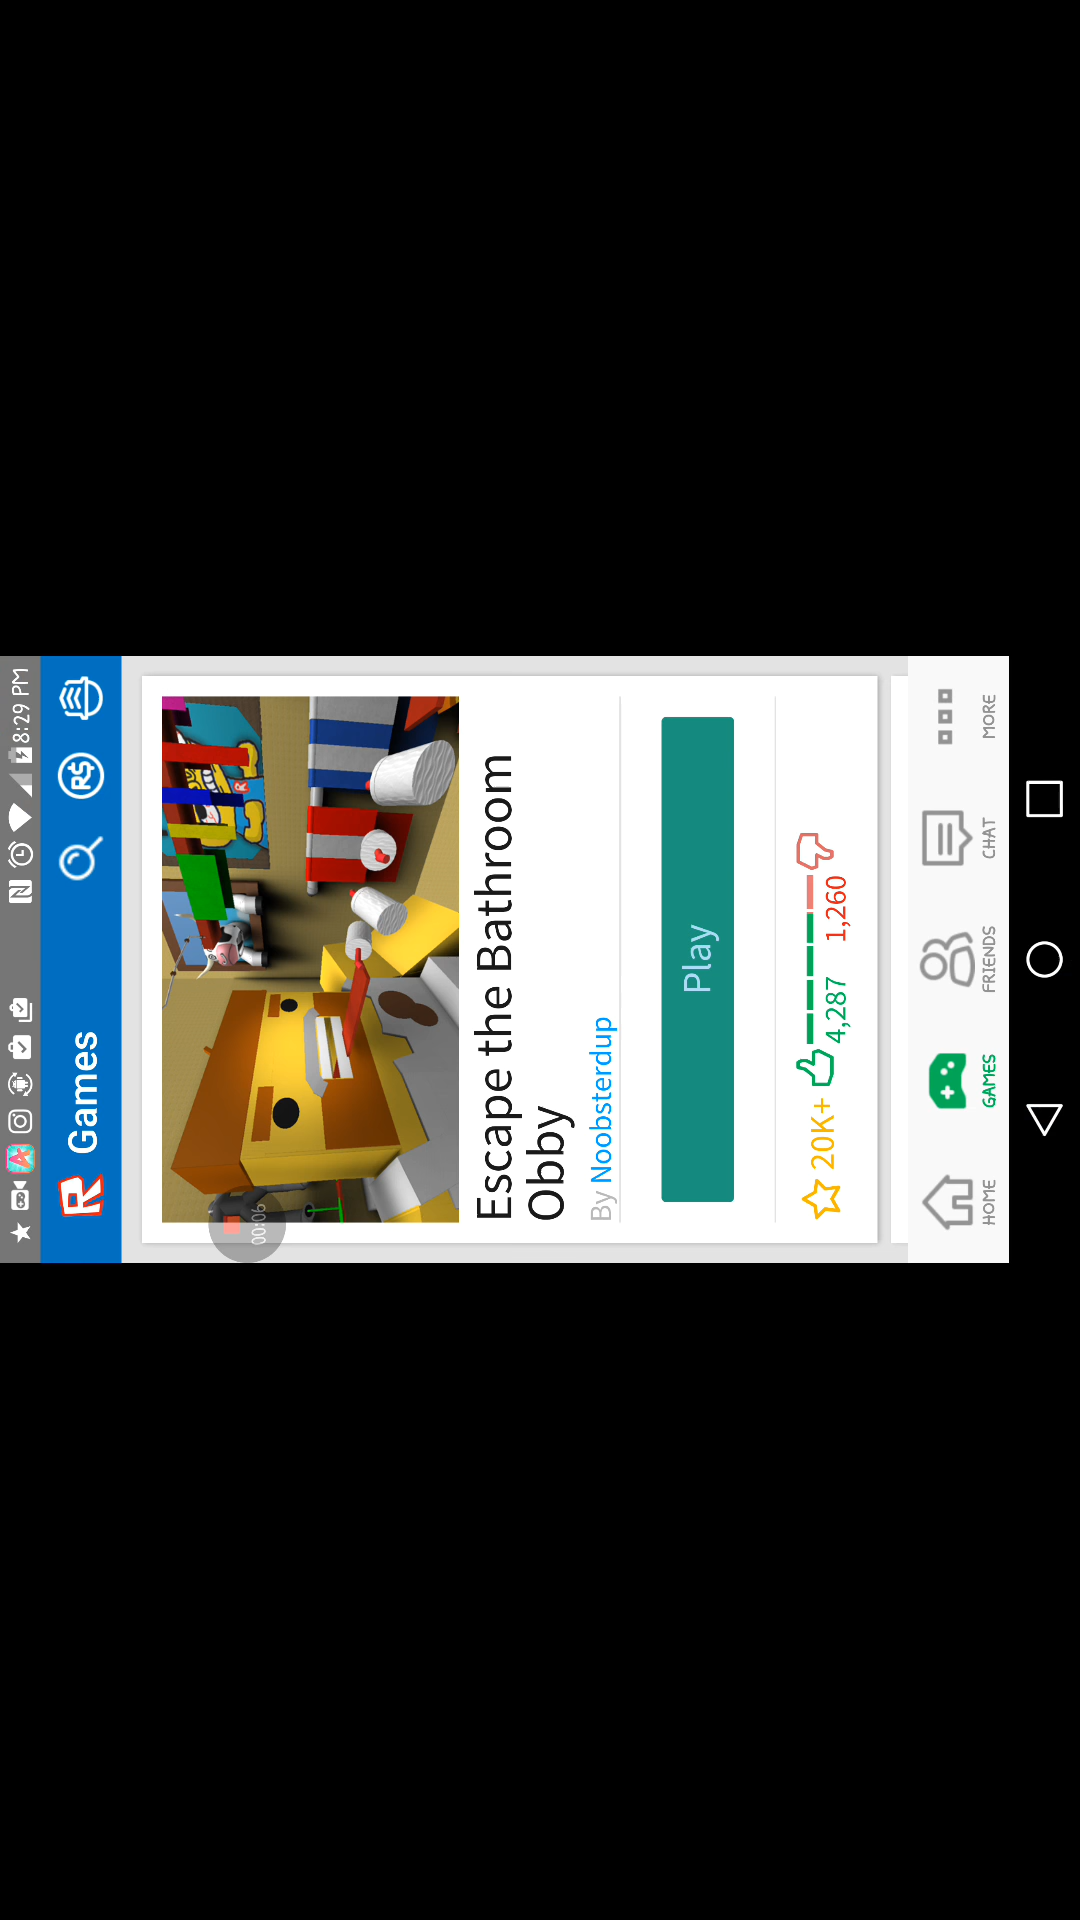 8:29 PM
Games
R$
00:06
Escape the Bathroom
Obby
By Noobsterdup
Play
20K+
4,287
1,260
HOME
GAMES
FRIENDS
CHAT
MORE